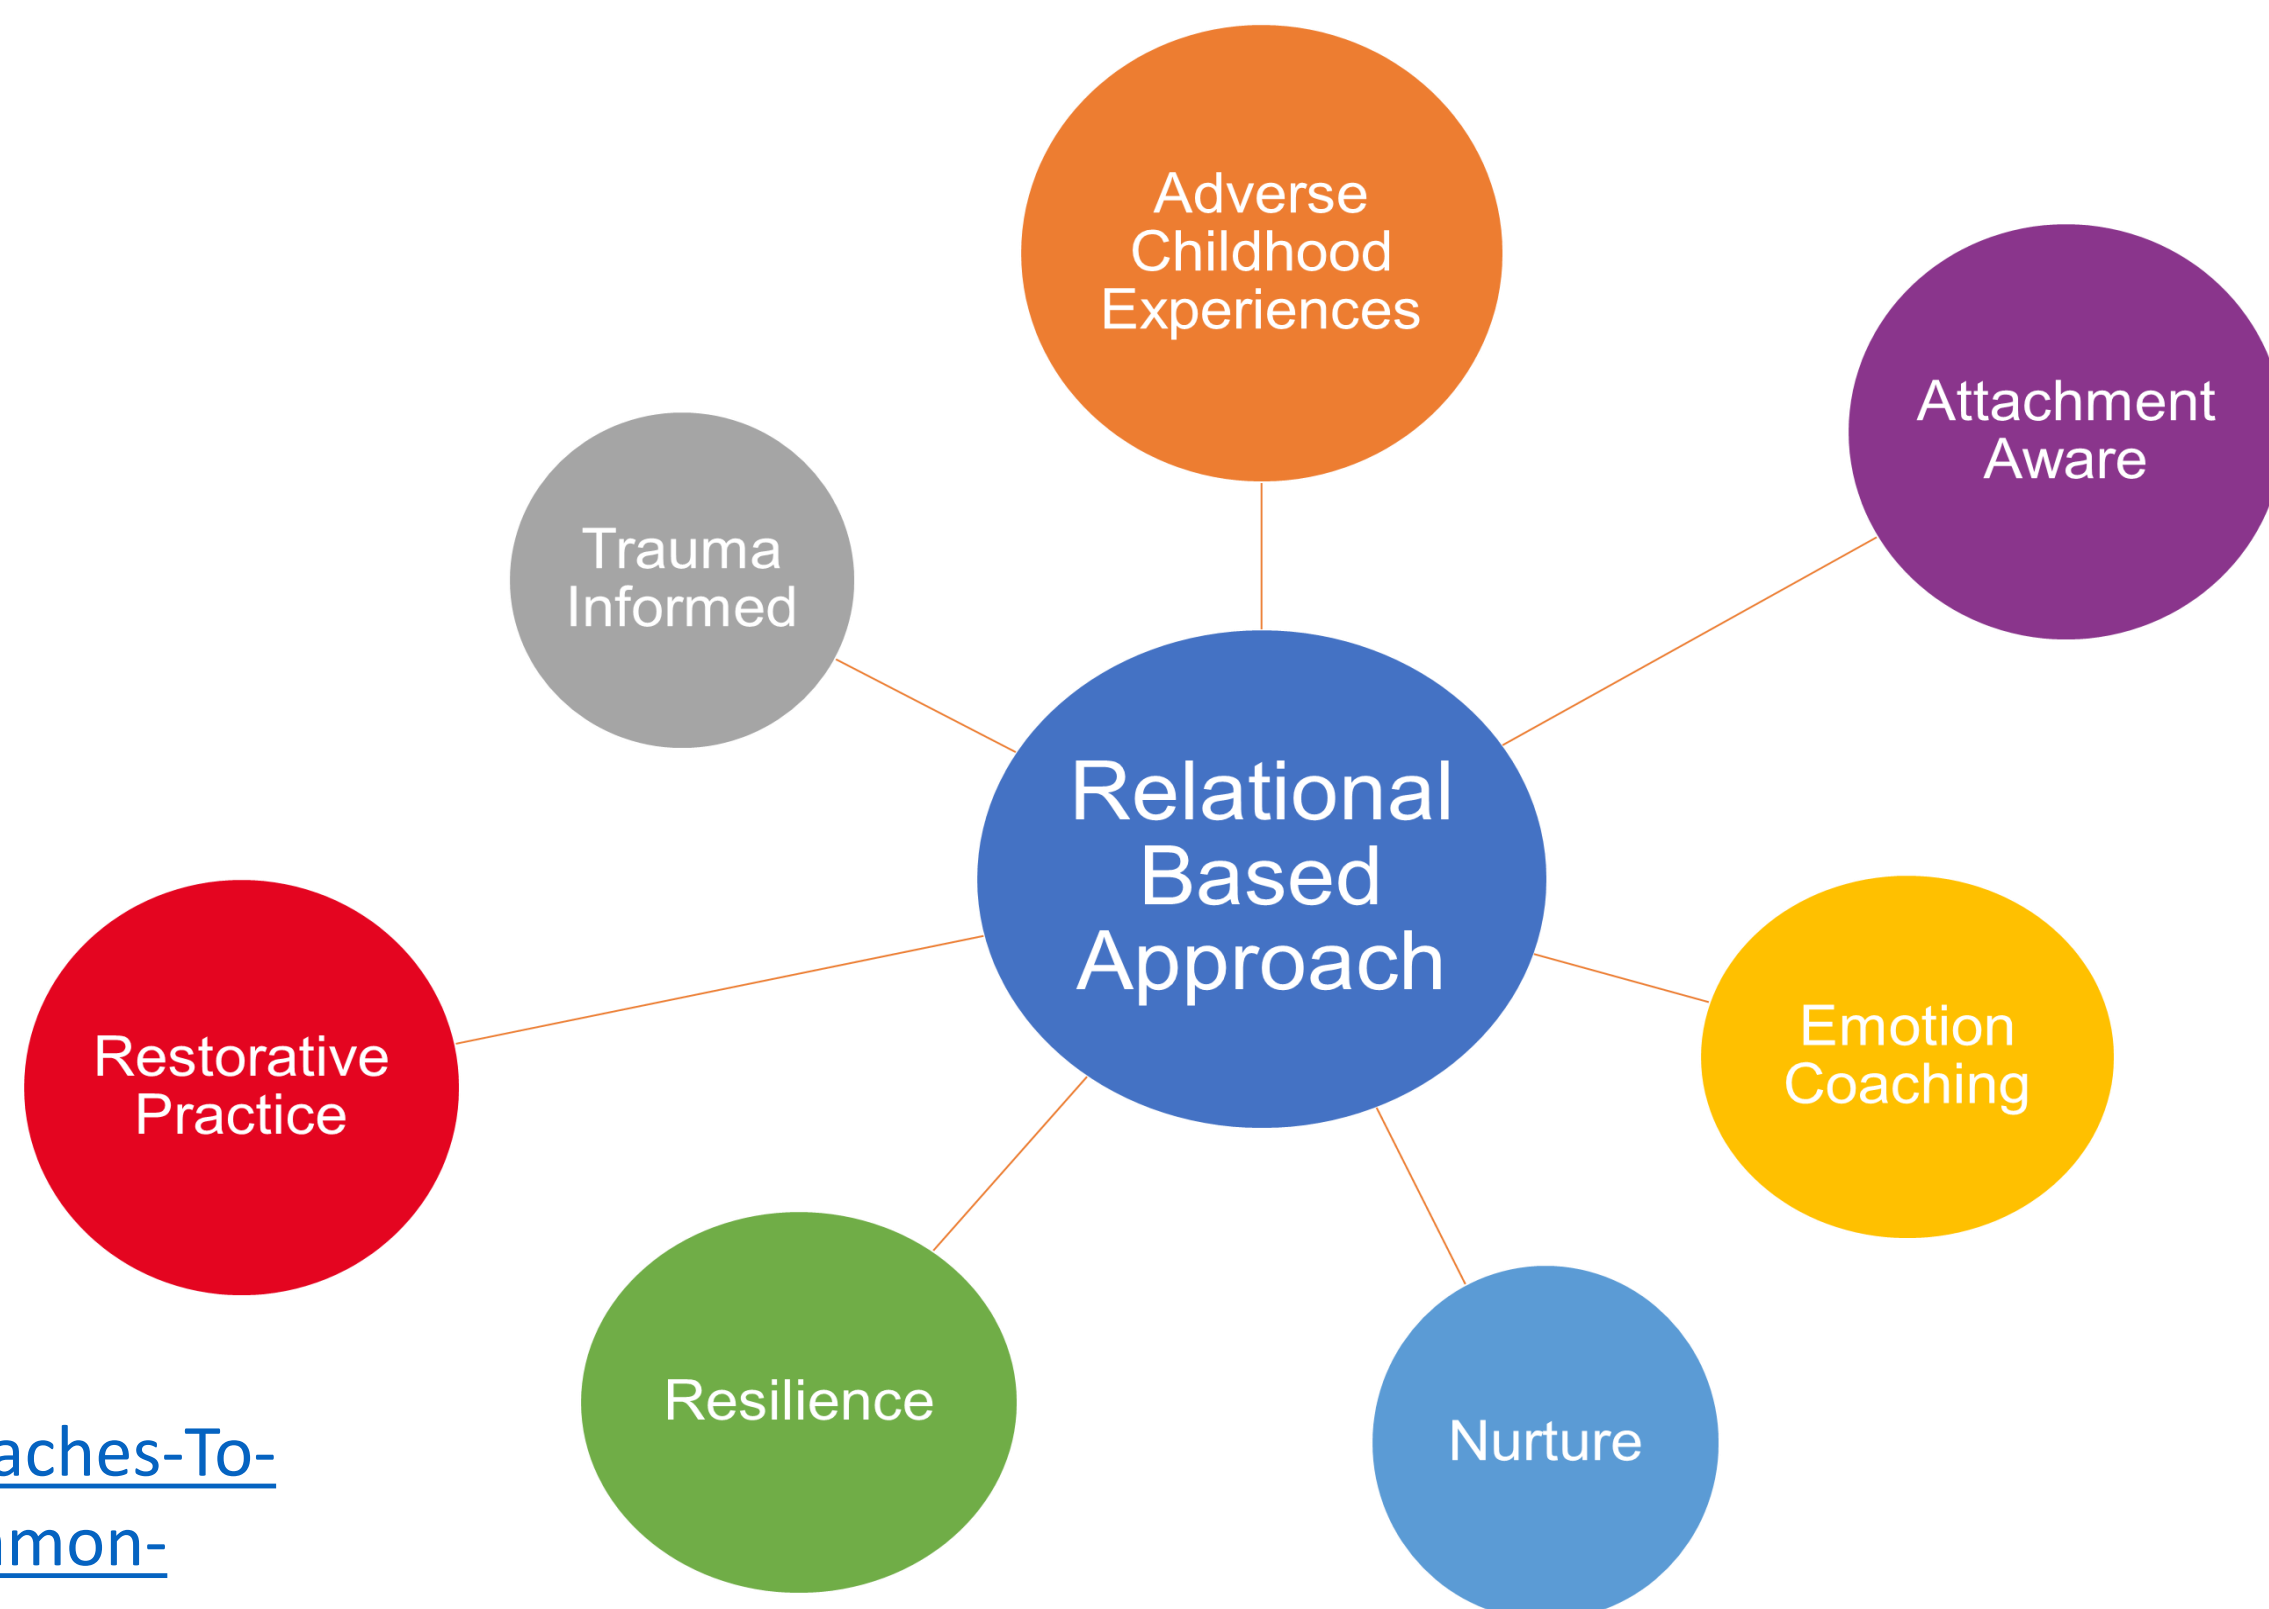 Adverse
Childhood
Experiences
Attachment
Aware
Trauma
Informed
Relational
Based
Approach
Emotion
Coaching
Restorative
Practice
Resilience
Nurture
aches-To-
mon-